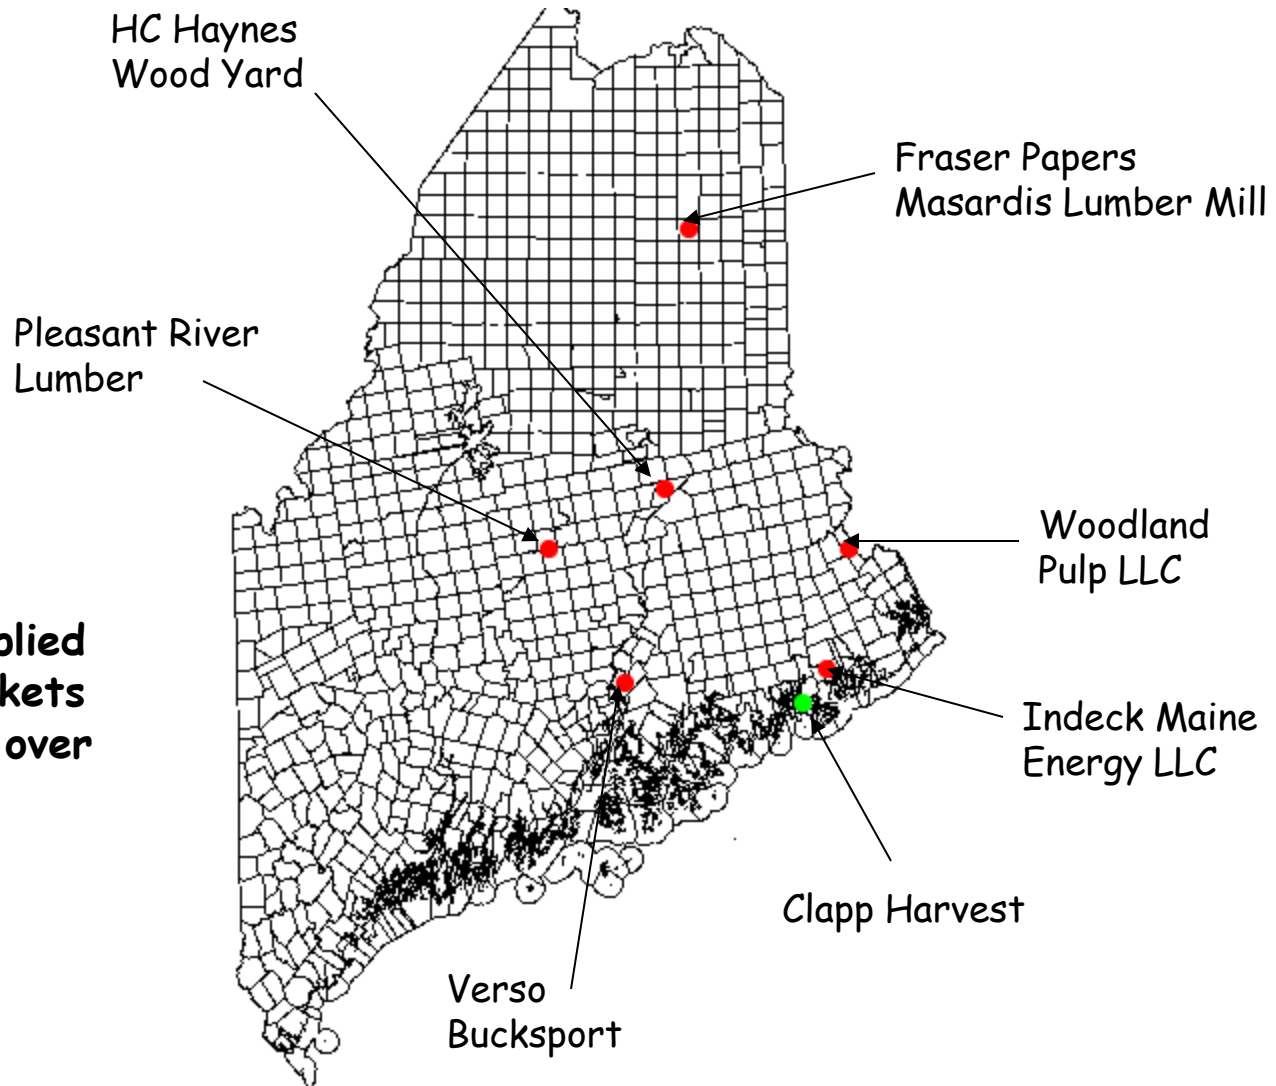 HC Haynes
Wood Yard
Fraser Papers
Masardis Lumber Mill
Pleasant River
Lumber
Woodland
Pulp LLC
Indeck Maine
Energy LLC
over
Clapp Harvest
Verso
Bucksport